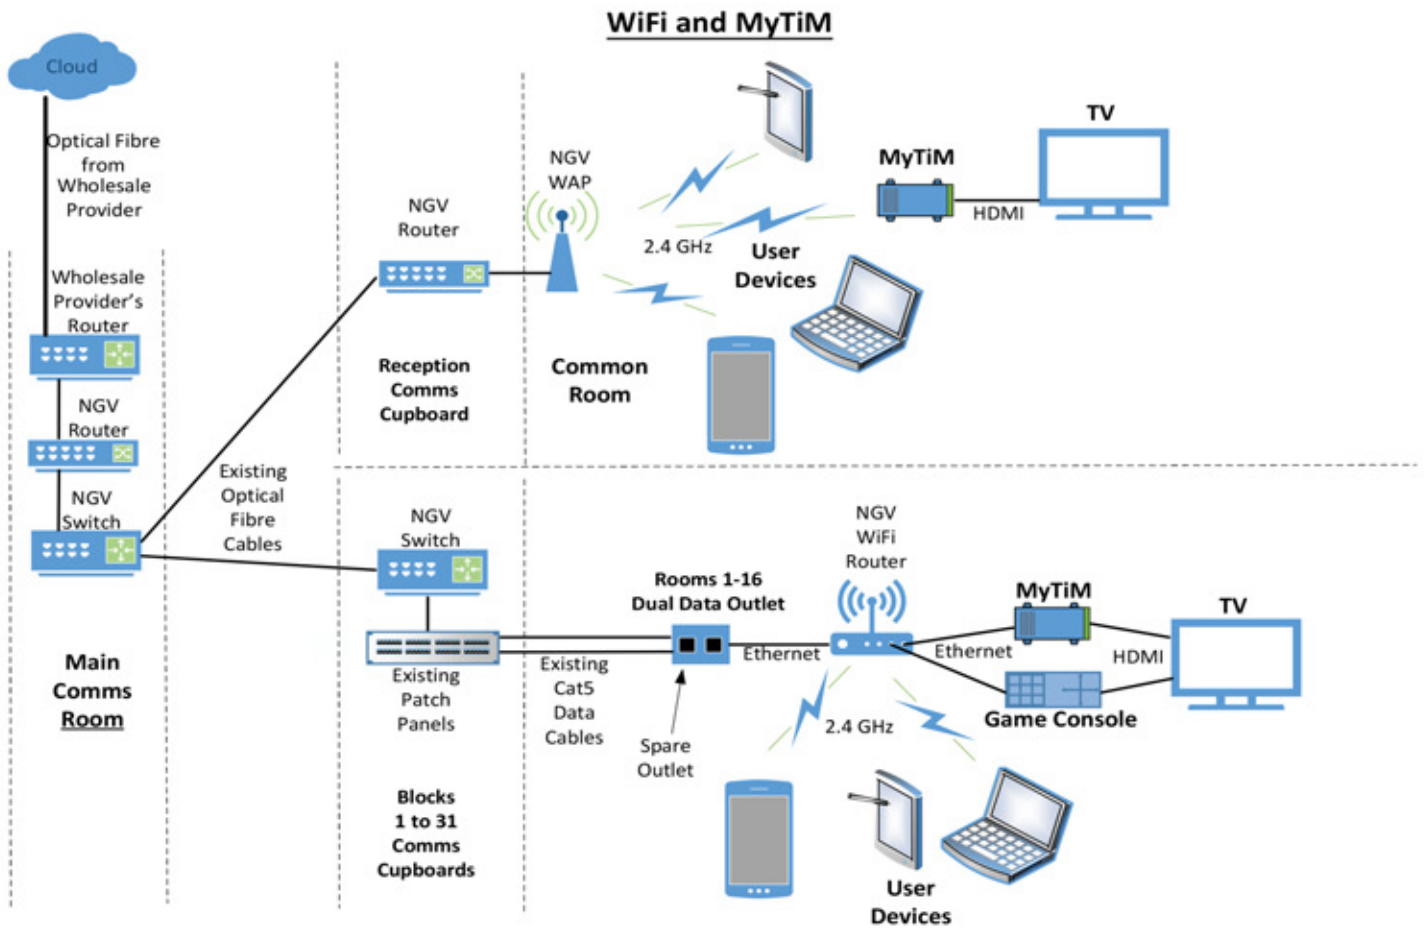 WiFi and MyTiM
Cloud
Optical Fibre
from
Wholesale
Provider
Wholesale
Provider's
Router
NGV
Router
NGV
Switch
Main
Comms
Room
Existing
Optical
Fibre
Cables
NGV
Router
Reception
Comms
Cupboard
NGV
WAP
Common
Room
2.4 GHz
User
Devices
MyTiM
HDMI
TV
NGV
Switch
Existing
Patch
Panels
Blocks
1 to 31
Comms
Cupboards
Existing
Cat5
Data
Cables
Rooms 1-16
Dual Data Outlet
Spare
Outlet
Ethernet
NGV
WiFi
Router
2.4 GHz
User
Devices
Ethernet
MyTiM
Game Console
HDMI
TV